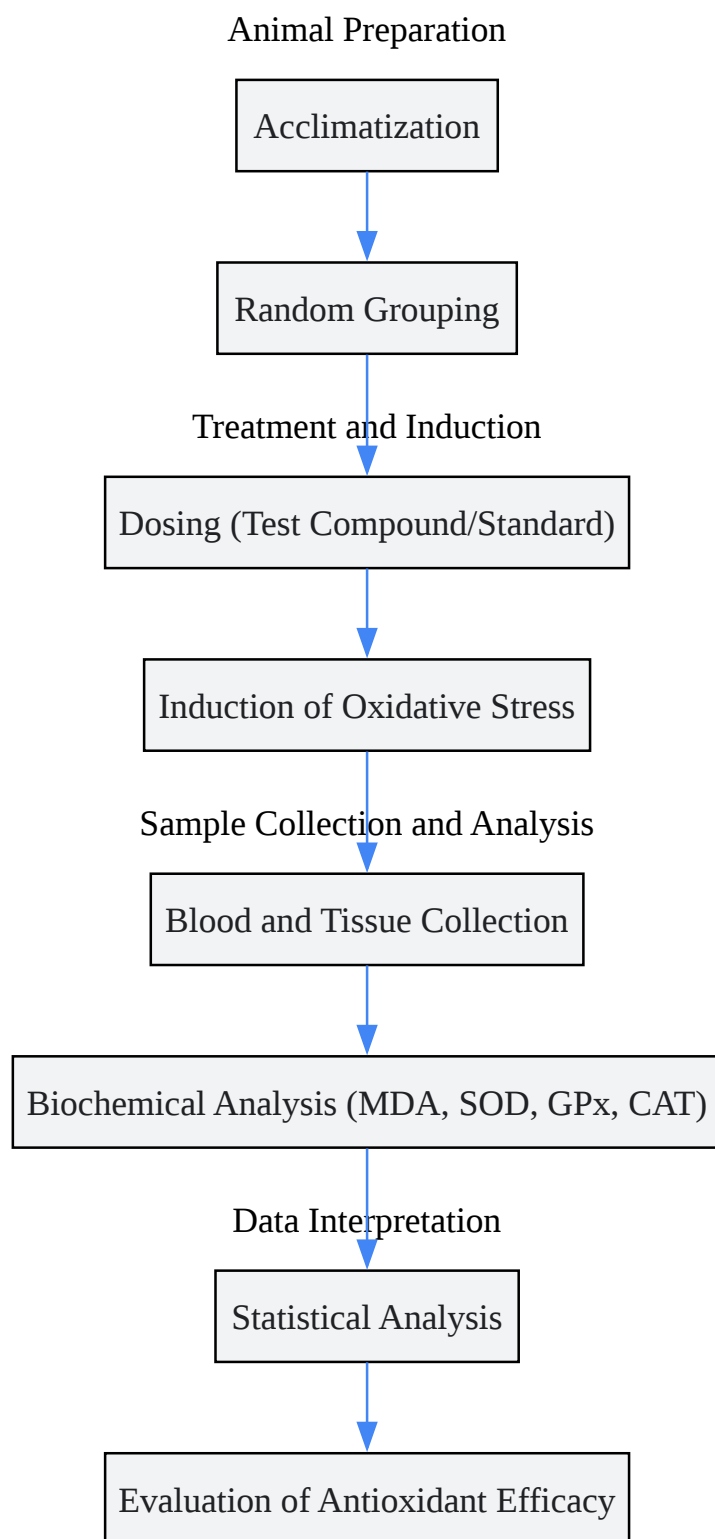 Animal Preparation
Acclimatization
Random Grouping
Treatment and Induction
Dosing (Test Compound/Standard)
Induction of Oxidative Stress
Sample Collection and Analysis
Blood and Tissue Collection
Biochemical Analysis (MDA, SOD, GPx, CAT)
Data Interpretation
Statistical Analysis
Evaluation of Antioxidant Efficacy